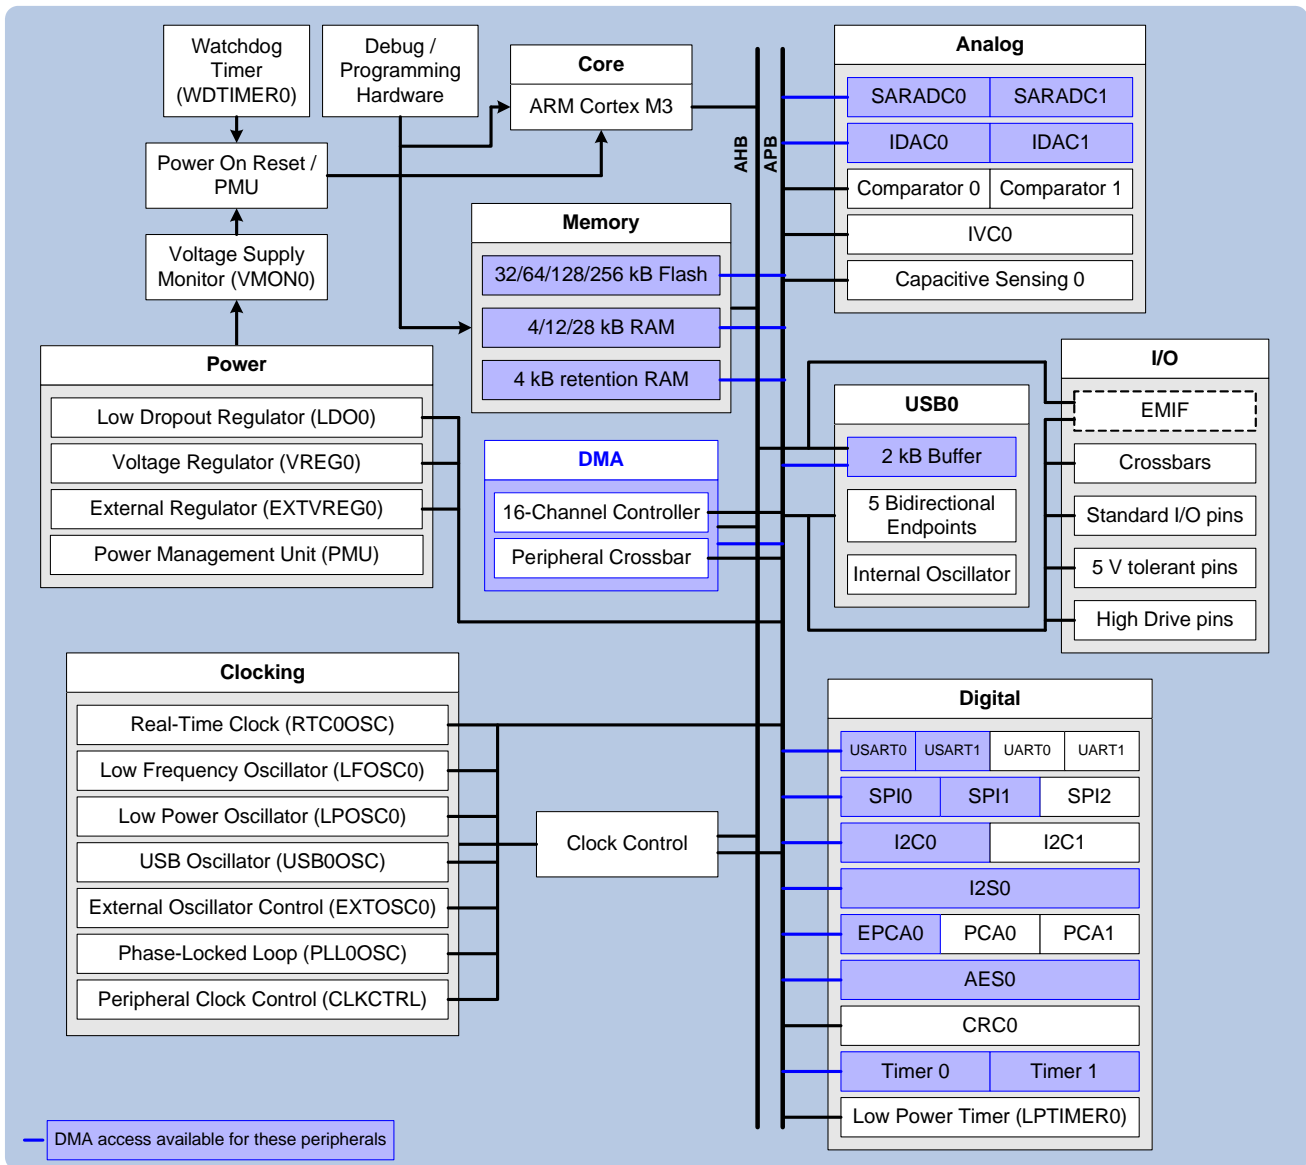 Watchdog
Timer
(WDTIMER0)
Debug /
Programming
Hardware
Core
ARM Cortex M3
Power On Reset /
PMU
Voltage Supply
Monitor (VMON0)
AHB
APB
Analog
SARADC0 SARADC1
IDAC0 IDAC1
Comparator 0 Comparator 1
IVC0
Capacitive Sensing 0
Memory
32/64/128/256 kB Flash
4/12/28 kB RAM
4 kB retention RAM
Power
Low Dropout Regulator (LDO0)
Voltage Regulator (VREG0)
External Regulator (EXTVREG0)
Power Management Unit (PMU)
DMA
16-Channel Controller
Peripheral Crossbar
USB0
2 kB Buffer
5 Bidirectional
Endpoints
Internal Oscillator
I/O
EMIF
Crossbars
Standard I/O pins
5 V tolerant pins
High Drive pins
Clocking
Real-Time Clock (RTC0OSC)
Low Frequency Oscillator (LFOSC0)
Low Power Oscillator (LPOSC0)
USB Oscillator (USB0OSC)
External Oscillator Control (EXTOSC0)
Phase-Locked Loop (PLL0OSC)
Peripheral Clock Control (CLKCTRL)
Clock Control
Digital
USART0 USART1 UART0 UART1
SPI0 SPI1 SPI2
I2C0 I2C1
I2S0
EPCA0 PCA0 PCA1
AES0
CRC0
Timer 0 Timer 1
Low Power Timer (LPTIMER0)
DMA access available for these peripherals